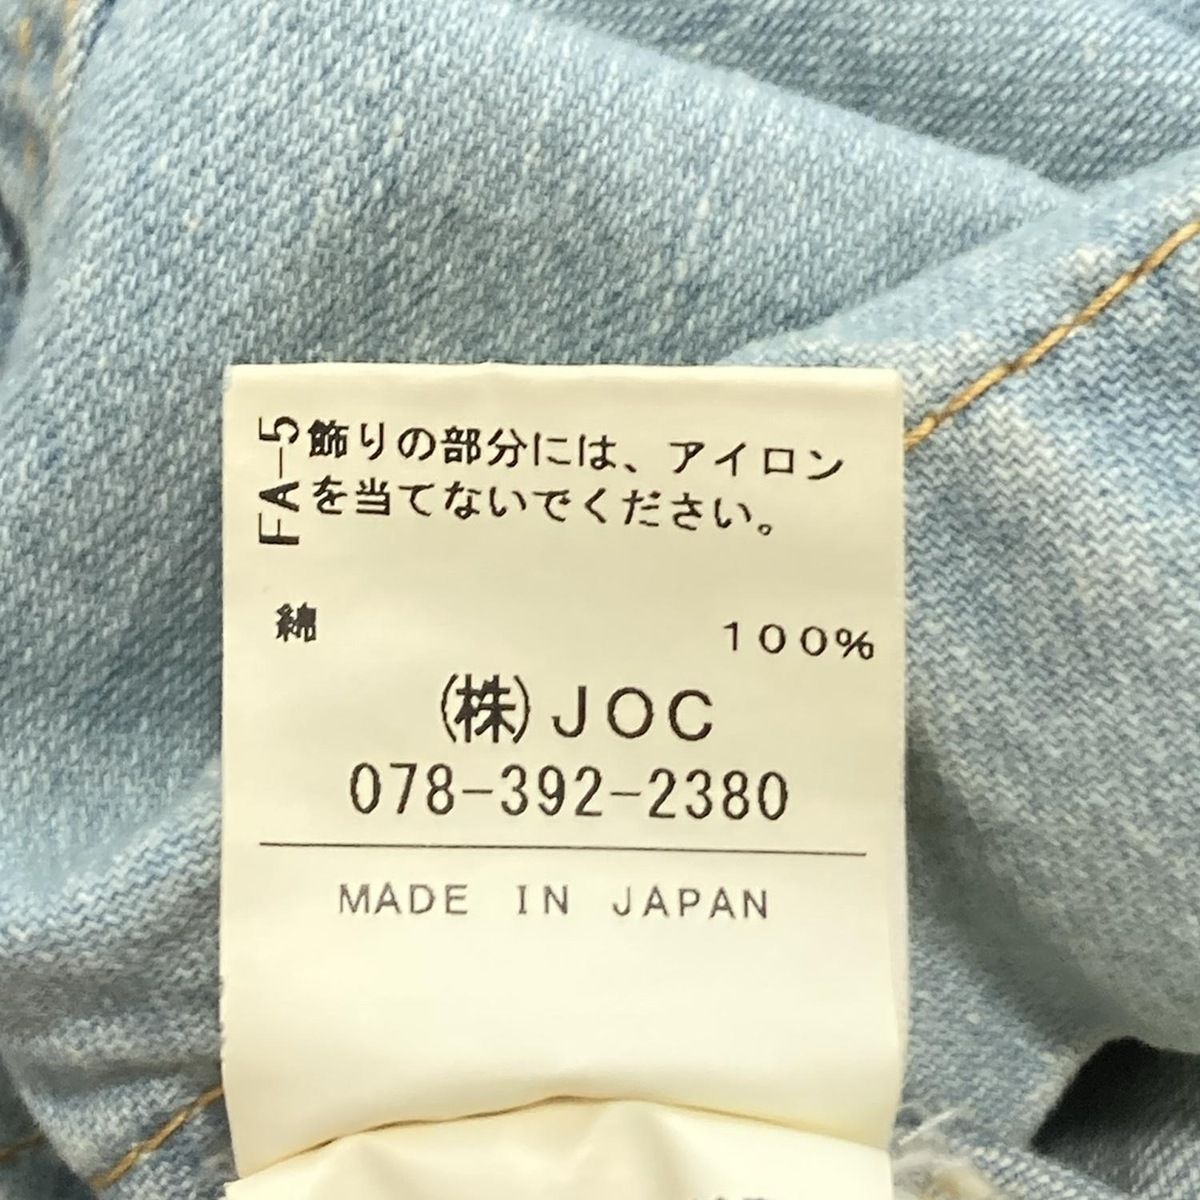 FA-5
飾りの部分には、アイロン
を当てないでください。
綿 100%
(株)JOC
078-392-2380
MADE IN JAPAN